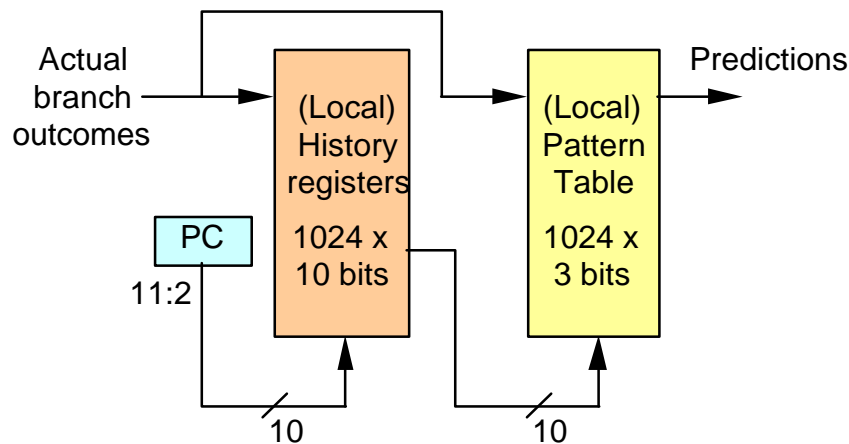 Actual
branch
outcomes
(Local)
History
registers
1024 x
10 bits
(Local)
Pattern
Table
1024 x
3 bits
Predictions
PC
11:2
10
10